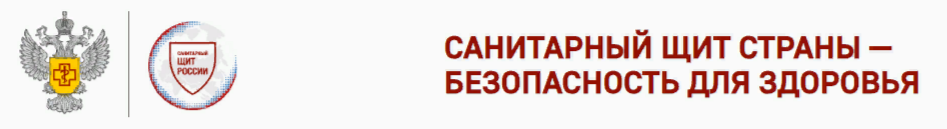 САНИТАРНЫЙ
ЩИТ
РОССИИ
САНИТАРНЫЙ ЩИТ СТРАНЫ —
БЕЗОПАСНОСТЬ ДЛЯ ЗДОРОВЬЯ